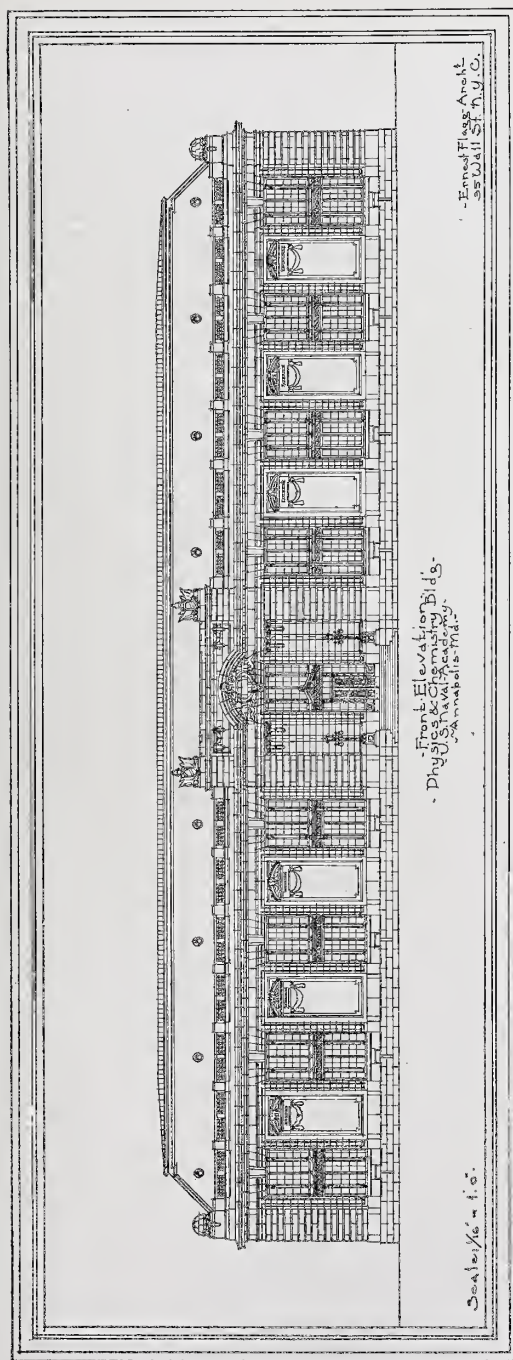 -Front Elevation-
-Physics & Chemistry Bldg-
-U.S. Naval Academy-
-Annapolis-Md.-
Scale: 1/16" = 1'.0"
-Ernest Flagg-Archt-
35 Wall St. N.Y.C.